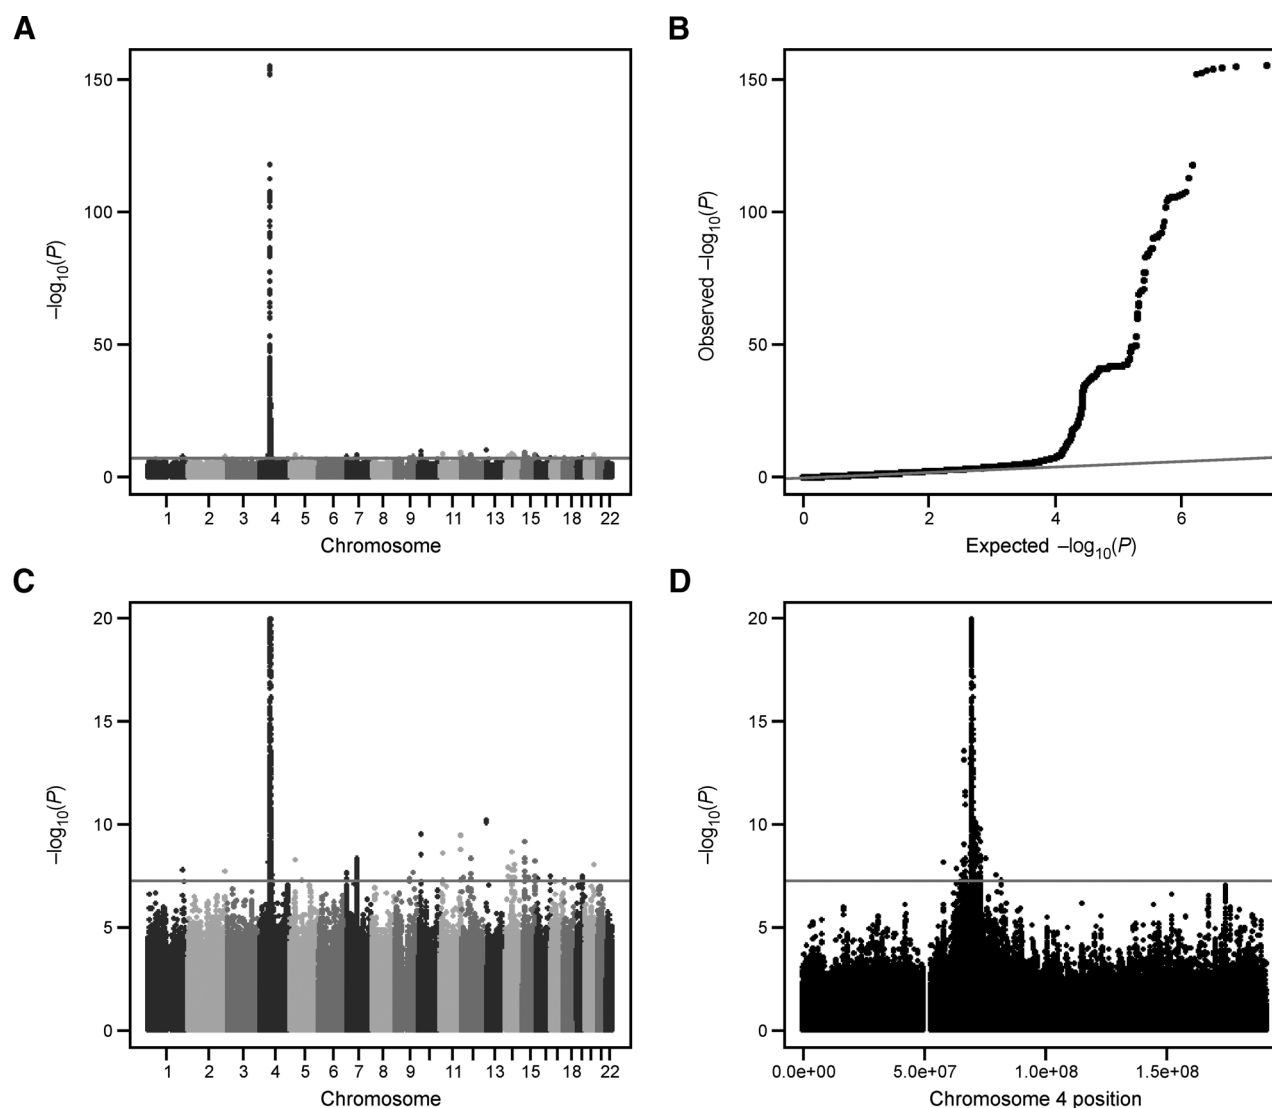 A
–log10(P)
150
100
50
0
1 2 3 4 5 6 7 8 9 11 13 15 18 22
Chromosome
B
Observed –log10(P)
150
100
50
0
0 2 4 6
Expected –log10(P)
C
–log10(P)
20
15
10
5
0
1 2 3 4 5 6 7 8 9 11 13 15 18 22
Chromosome
D
–log10(P)
20
15
10
5
0
0.0e+00 5.0e+07 1.0e+08 1.5e+08
Chromosome 4 position